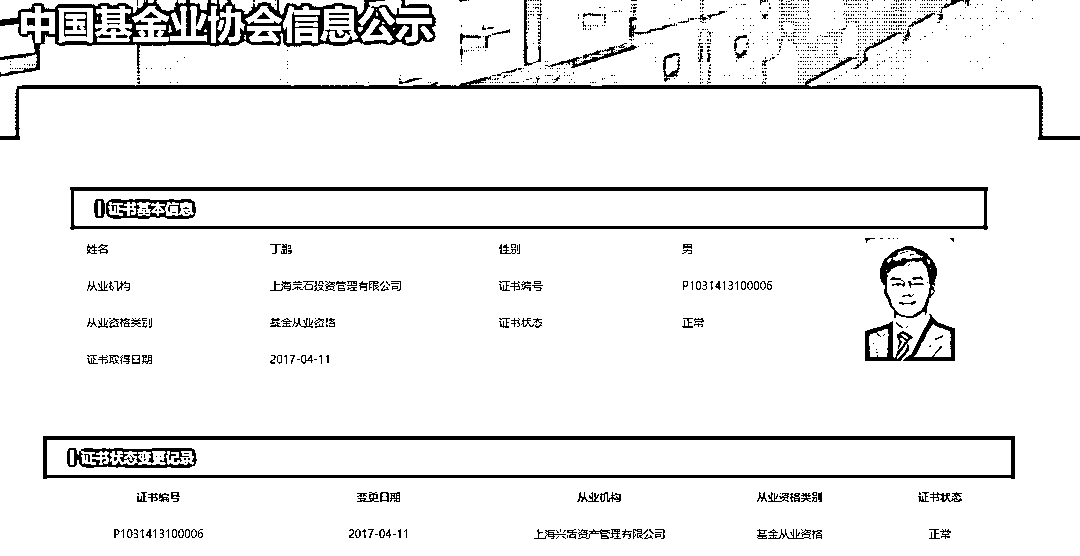 中国基金业协会信息公示
证书基本信息
姓名 丁鹏 性别 男
从业机构 上海茉石投资管理有限公司 证书编号 P1031413100006
从业资格类别 基金从业资格 证书状态 正常
证书取得日期 2017-04-11
证书状态变更记录
证书编号 变更日期 从业机构 从业资格类别 证书状态
P1031413100006 2017-04-11 上海兴盾资产管理有限公司 基金从业资格 正常